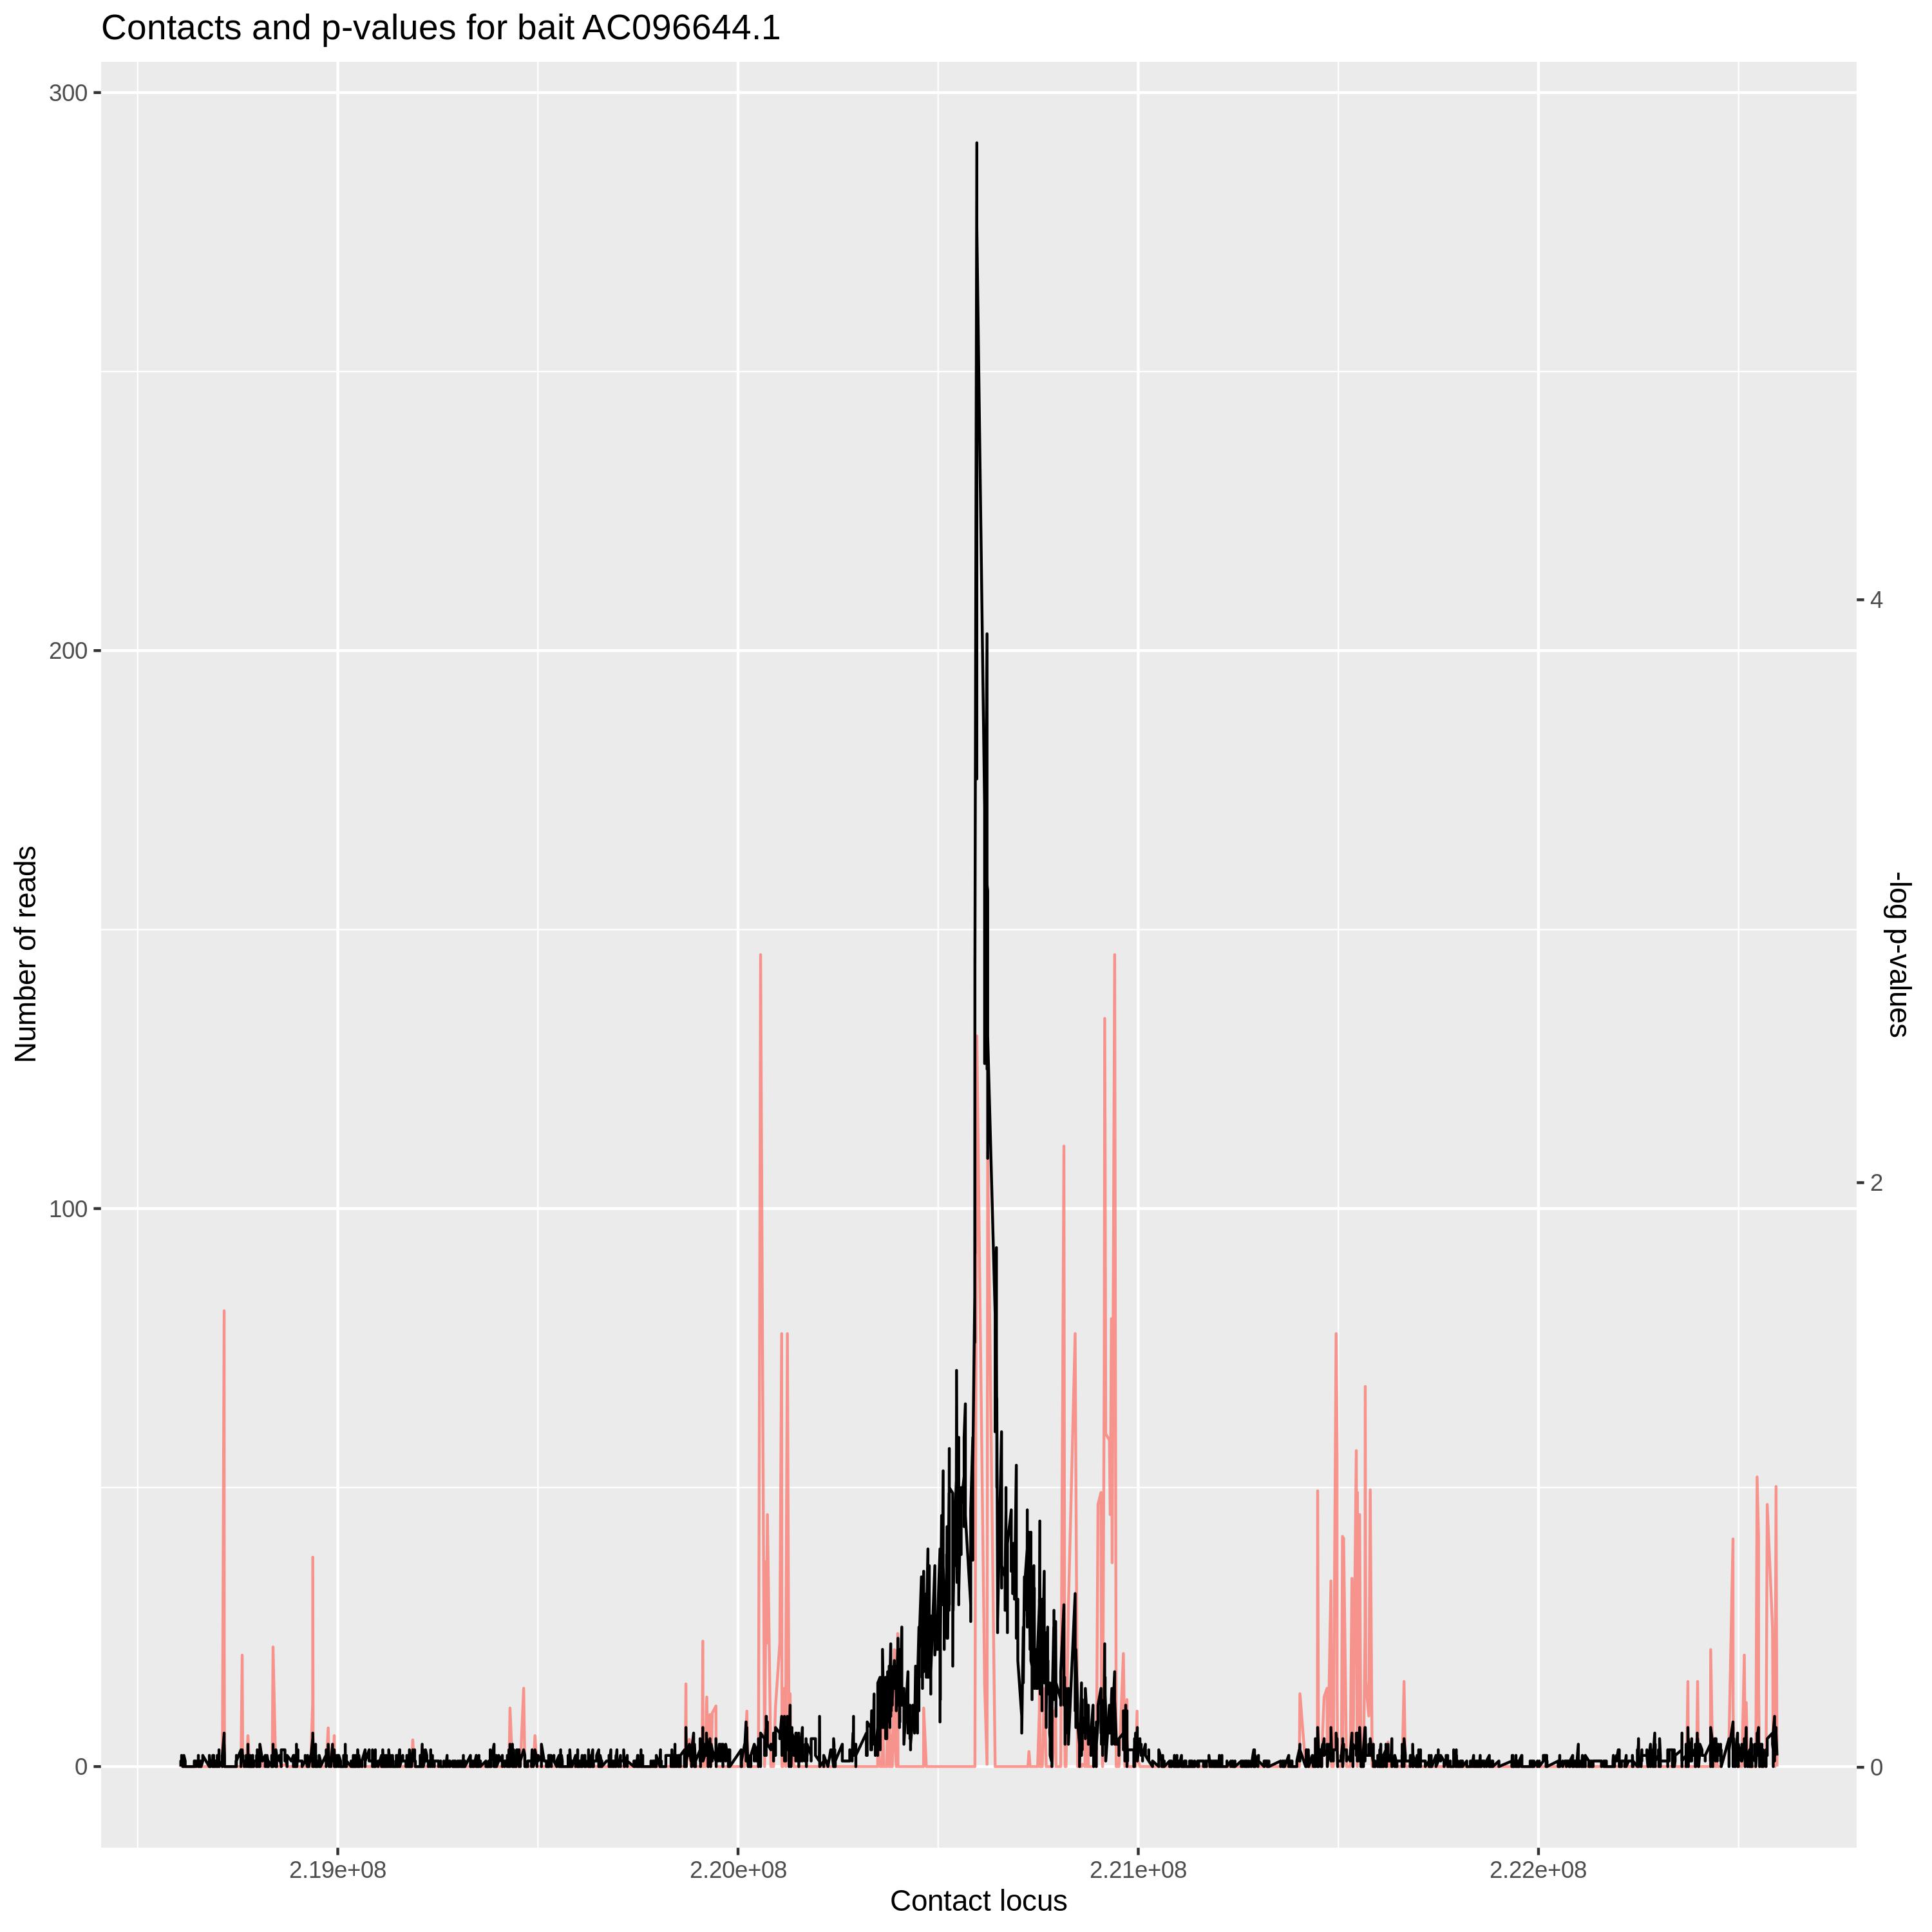 Contacts and p-values for bait AC096644.1
300
200
100
0
Number of reads
4
2
0
-log p-values
2.19e+08 2.20e+08 2.21e+08 2.22e+08
Contact locus